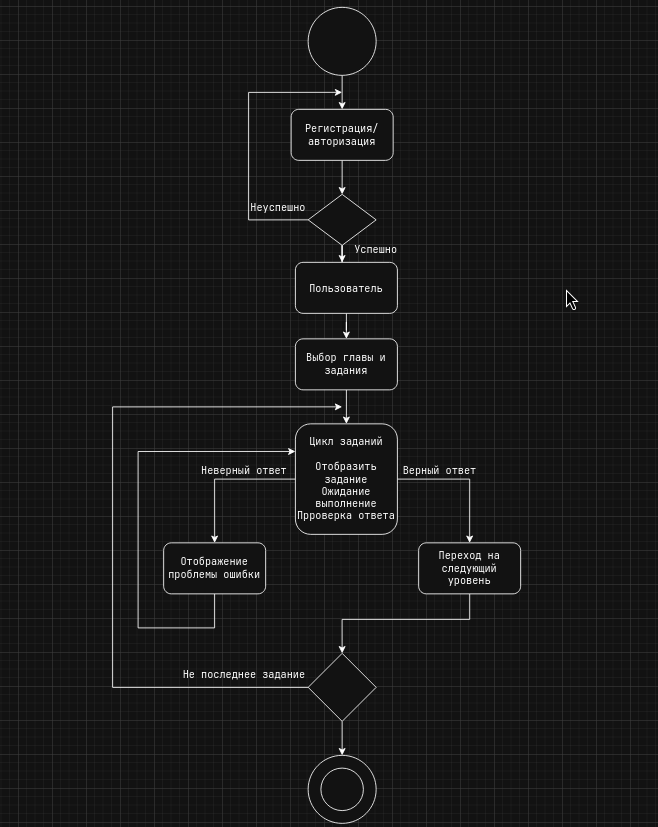 Регистрация/
авторизация
Неуспешно
Успешно
Пользователь
Выбор главы и
задания
Цикл заданий
Неверный ответ
Верный ответ
Отобразить
задание
Ожидание
выполнение
Прроверка ответа
Отображение
проблемы ошибки
Переход на
следующий
уровень
Не последнее задание